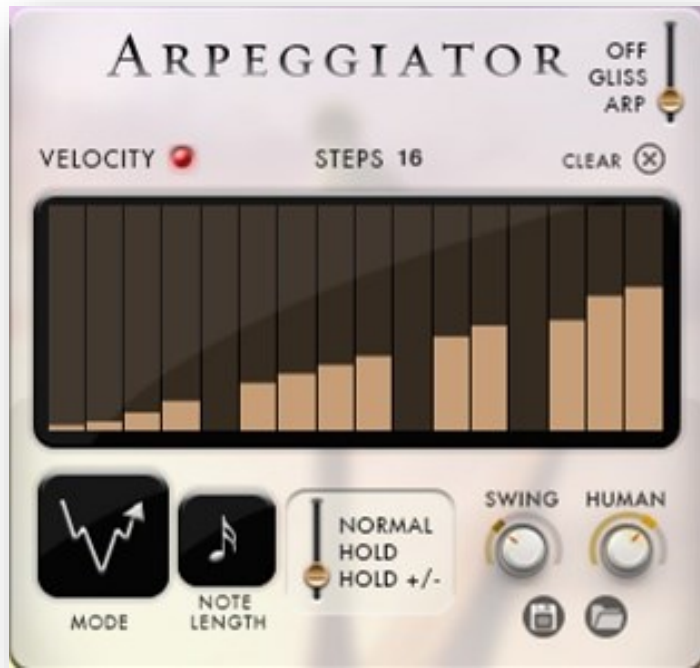 ARPEGGIATOR
OFF
GLISS
ARP
VELOCITY
STEPS 16
CLEAR
NORMAL
HOLD
HOLD +/-
SWING
HUMAN
MODE
NOTE
LENGTH